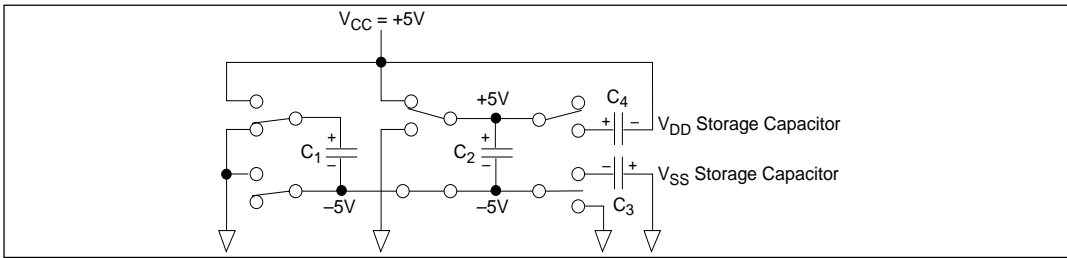 V_CC = +5V
+5V
C_4
+ −
V_DD Storage Capacitor
+
C_1
−
+
C_2
−
− +
V_SS Storage Capacitor
C_3
−5V
−5V